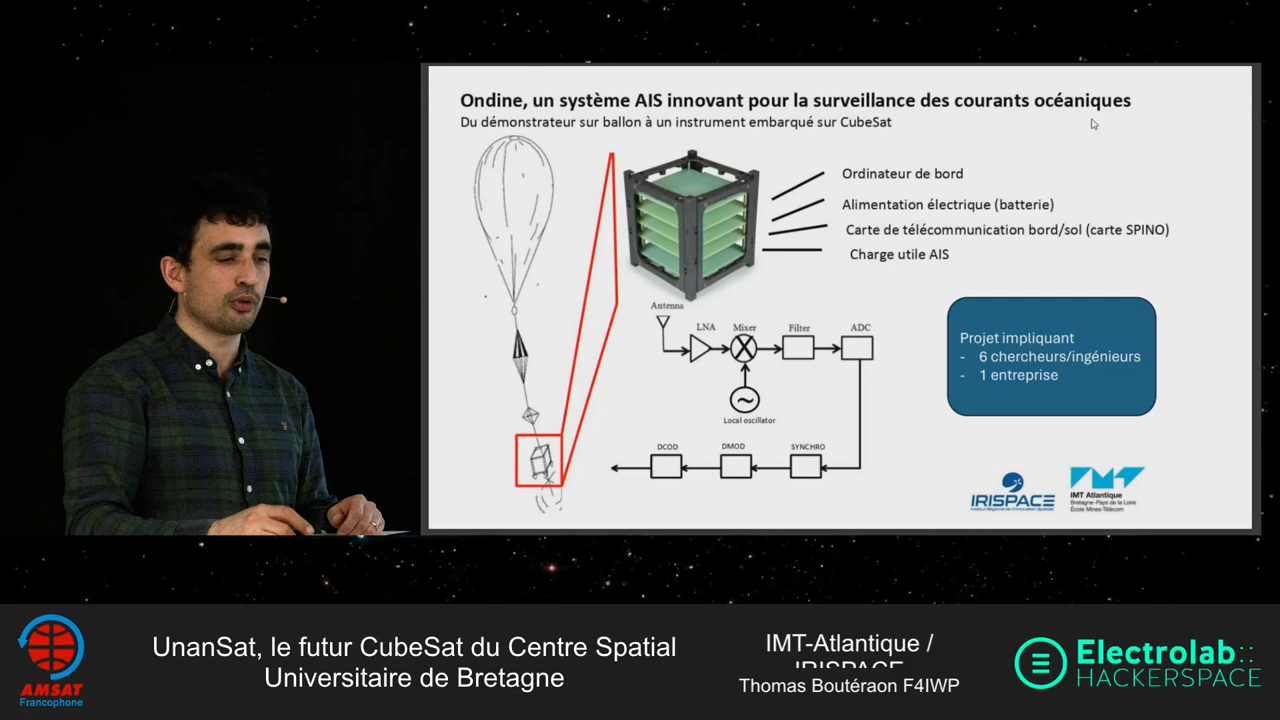 Ondine, un système AIS innovant pour la surveillance des courants océaniques
Du démonstrateur sur ballon à un instrument embarqué sur CubeSat
Ordinateur de bord
Alimentation électrique (batterie)
Carte de télécommunication bord/sol (carte SPINO)
Charge utile AIS
Antenna
LNA
Mixer
Filter
ADC
Local oscillator
DCOD
DMOD
SYNCHRO
Projet impliquant
- 6 chercheurs/ingénieurs
- 1 entreprise
IRISPACE
Institut Régional de l'Innovation Spatiale
IMT Atlantique
Bretagne-Pays de la Loire
École Mines-Télécom
AMSAT
Francophone
UnanSat, le futur CubeSat du Centre Spatial
Universitaire de Bretagne
IMT-Atlantique /
IRISPACE
Thomas Boutéraon F4IWP
Electrolab::
HACKERSPACE